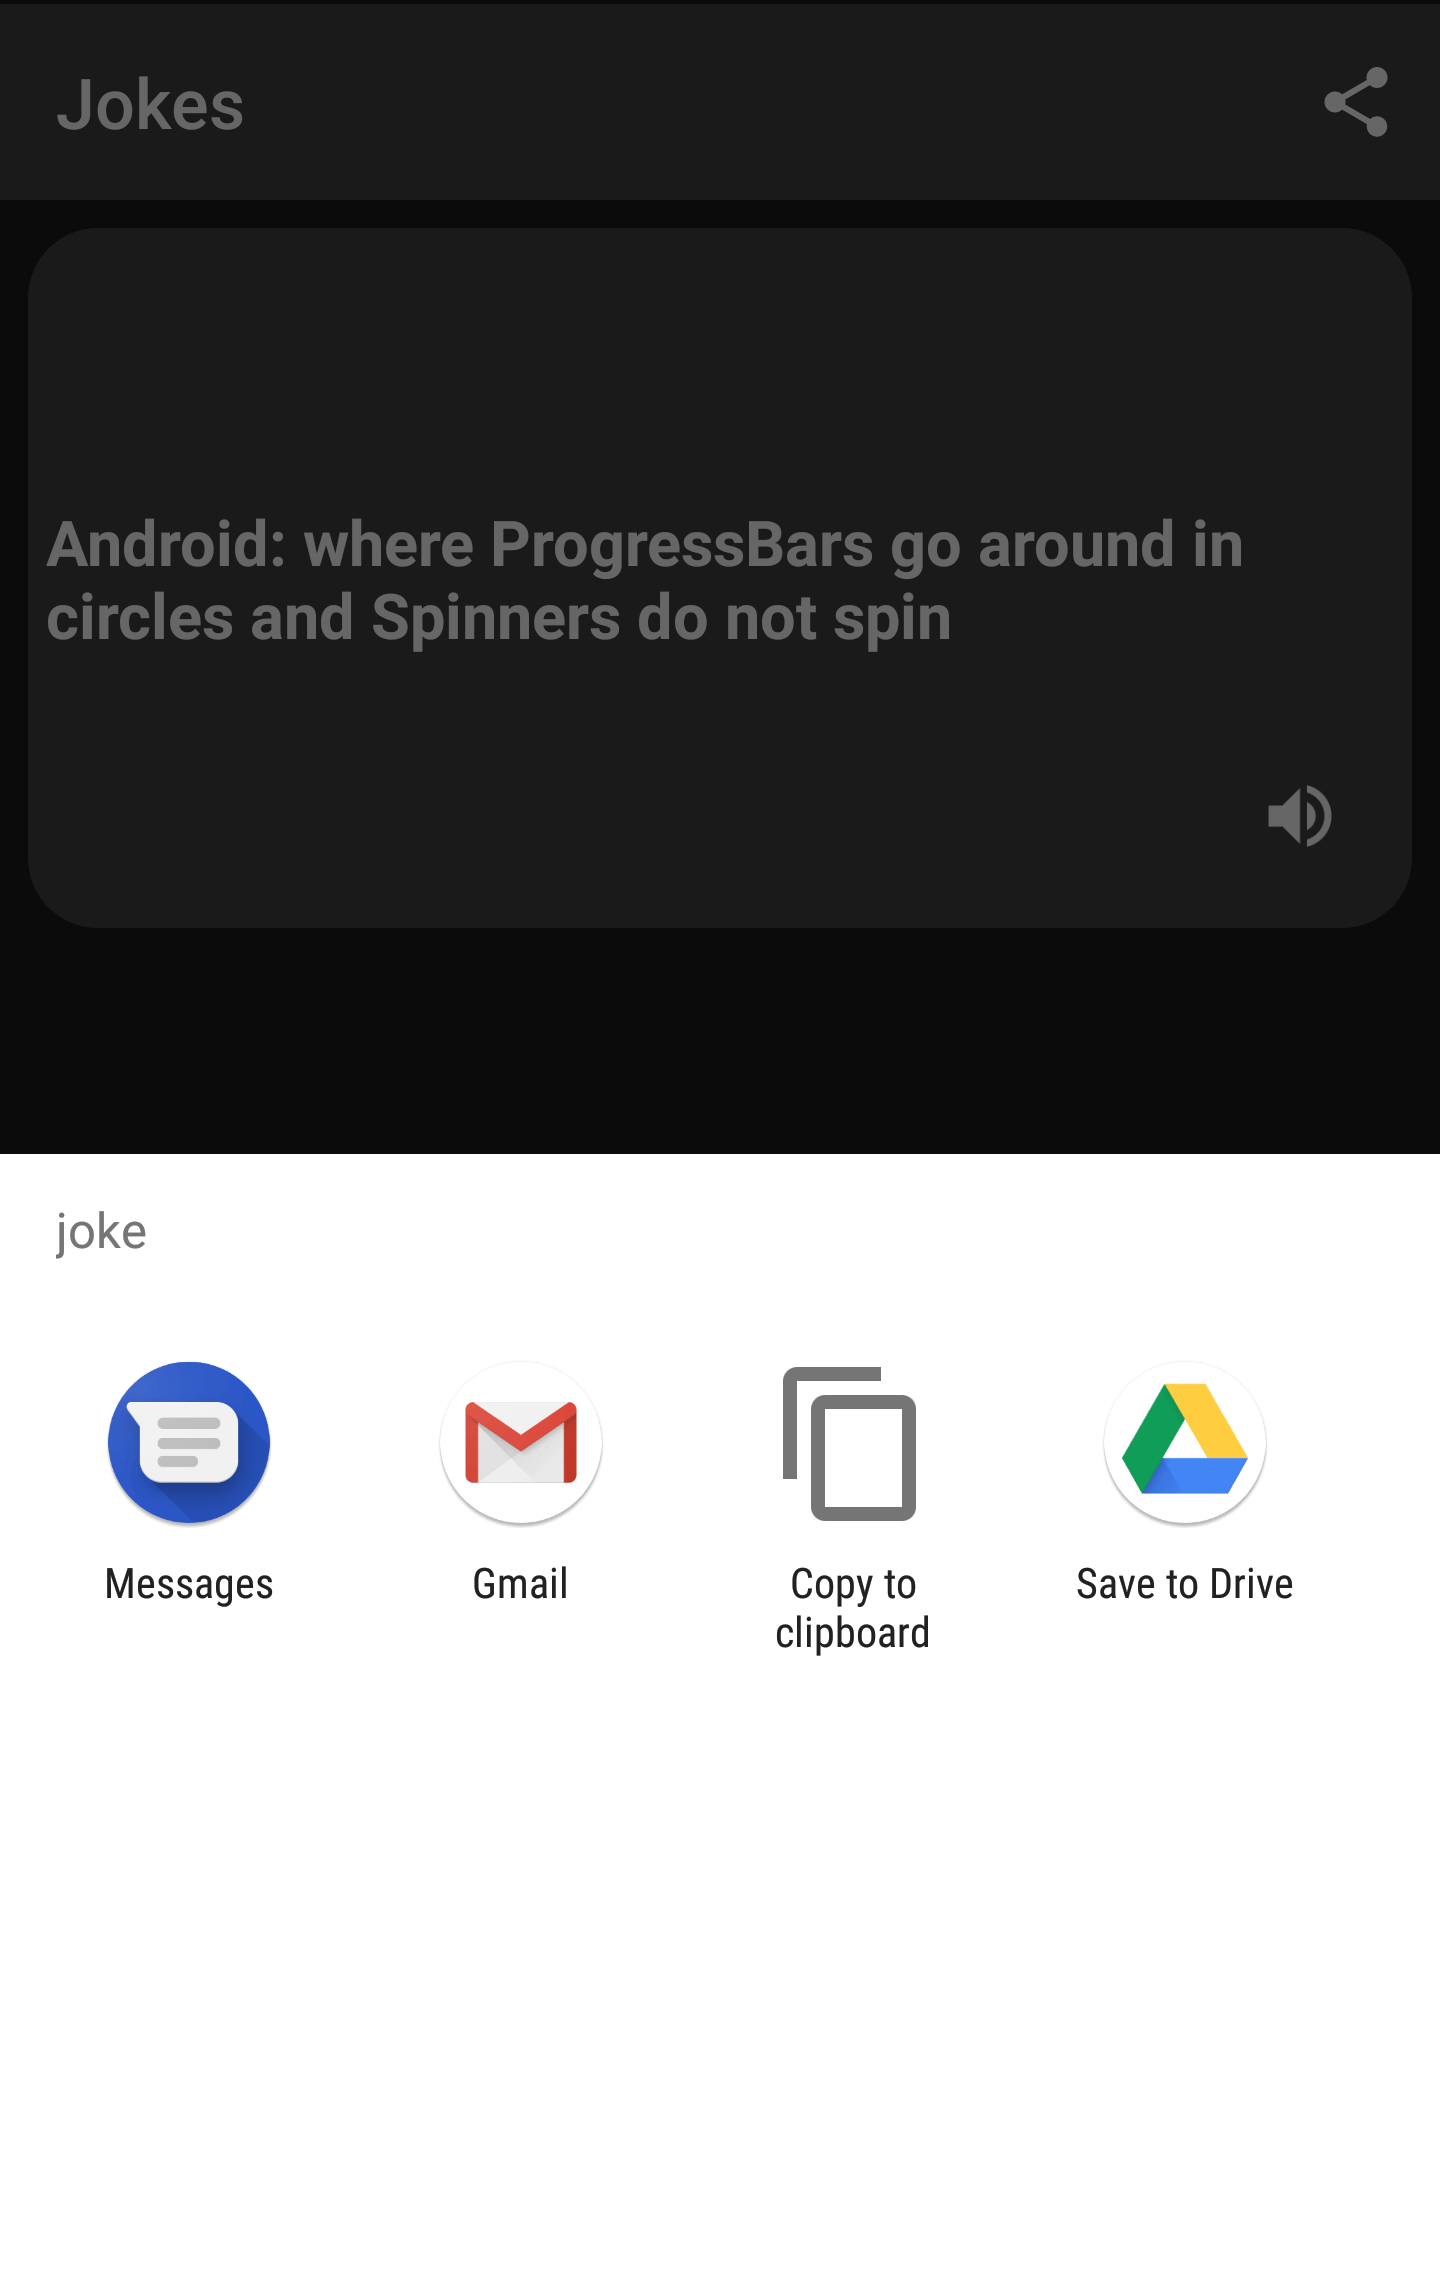 Jokes
Android: where ProgressBars go around in
circles and Spinners do not spin
joke
Messages
Gmail
Copy to
clipboard
Save to Drive